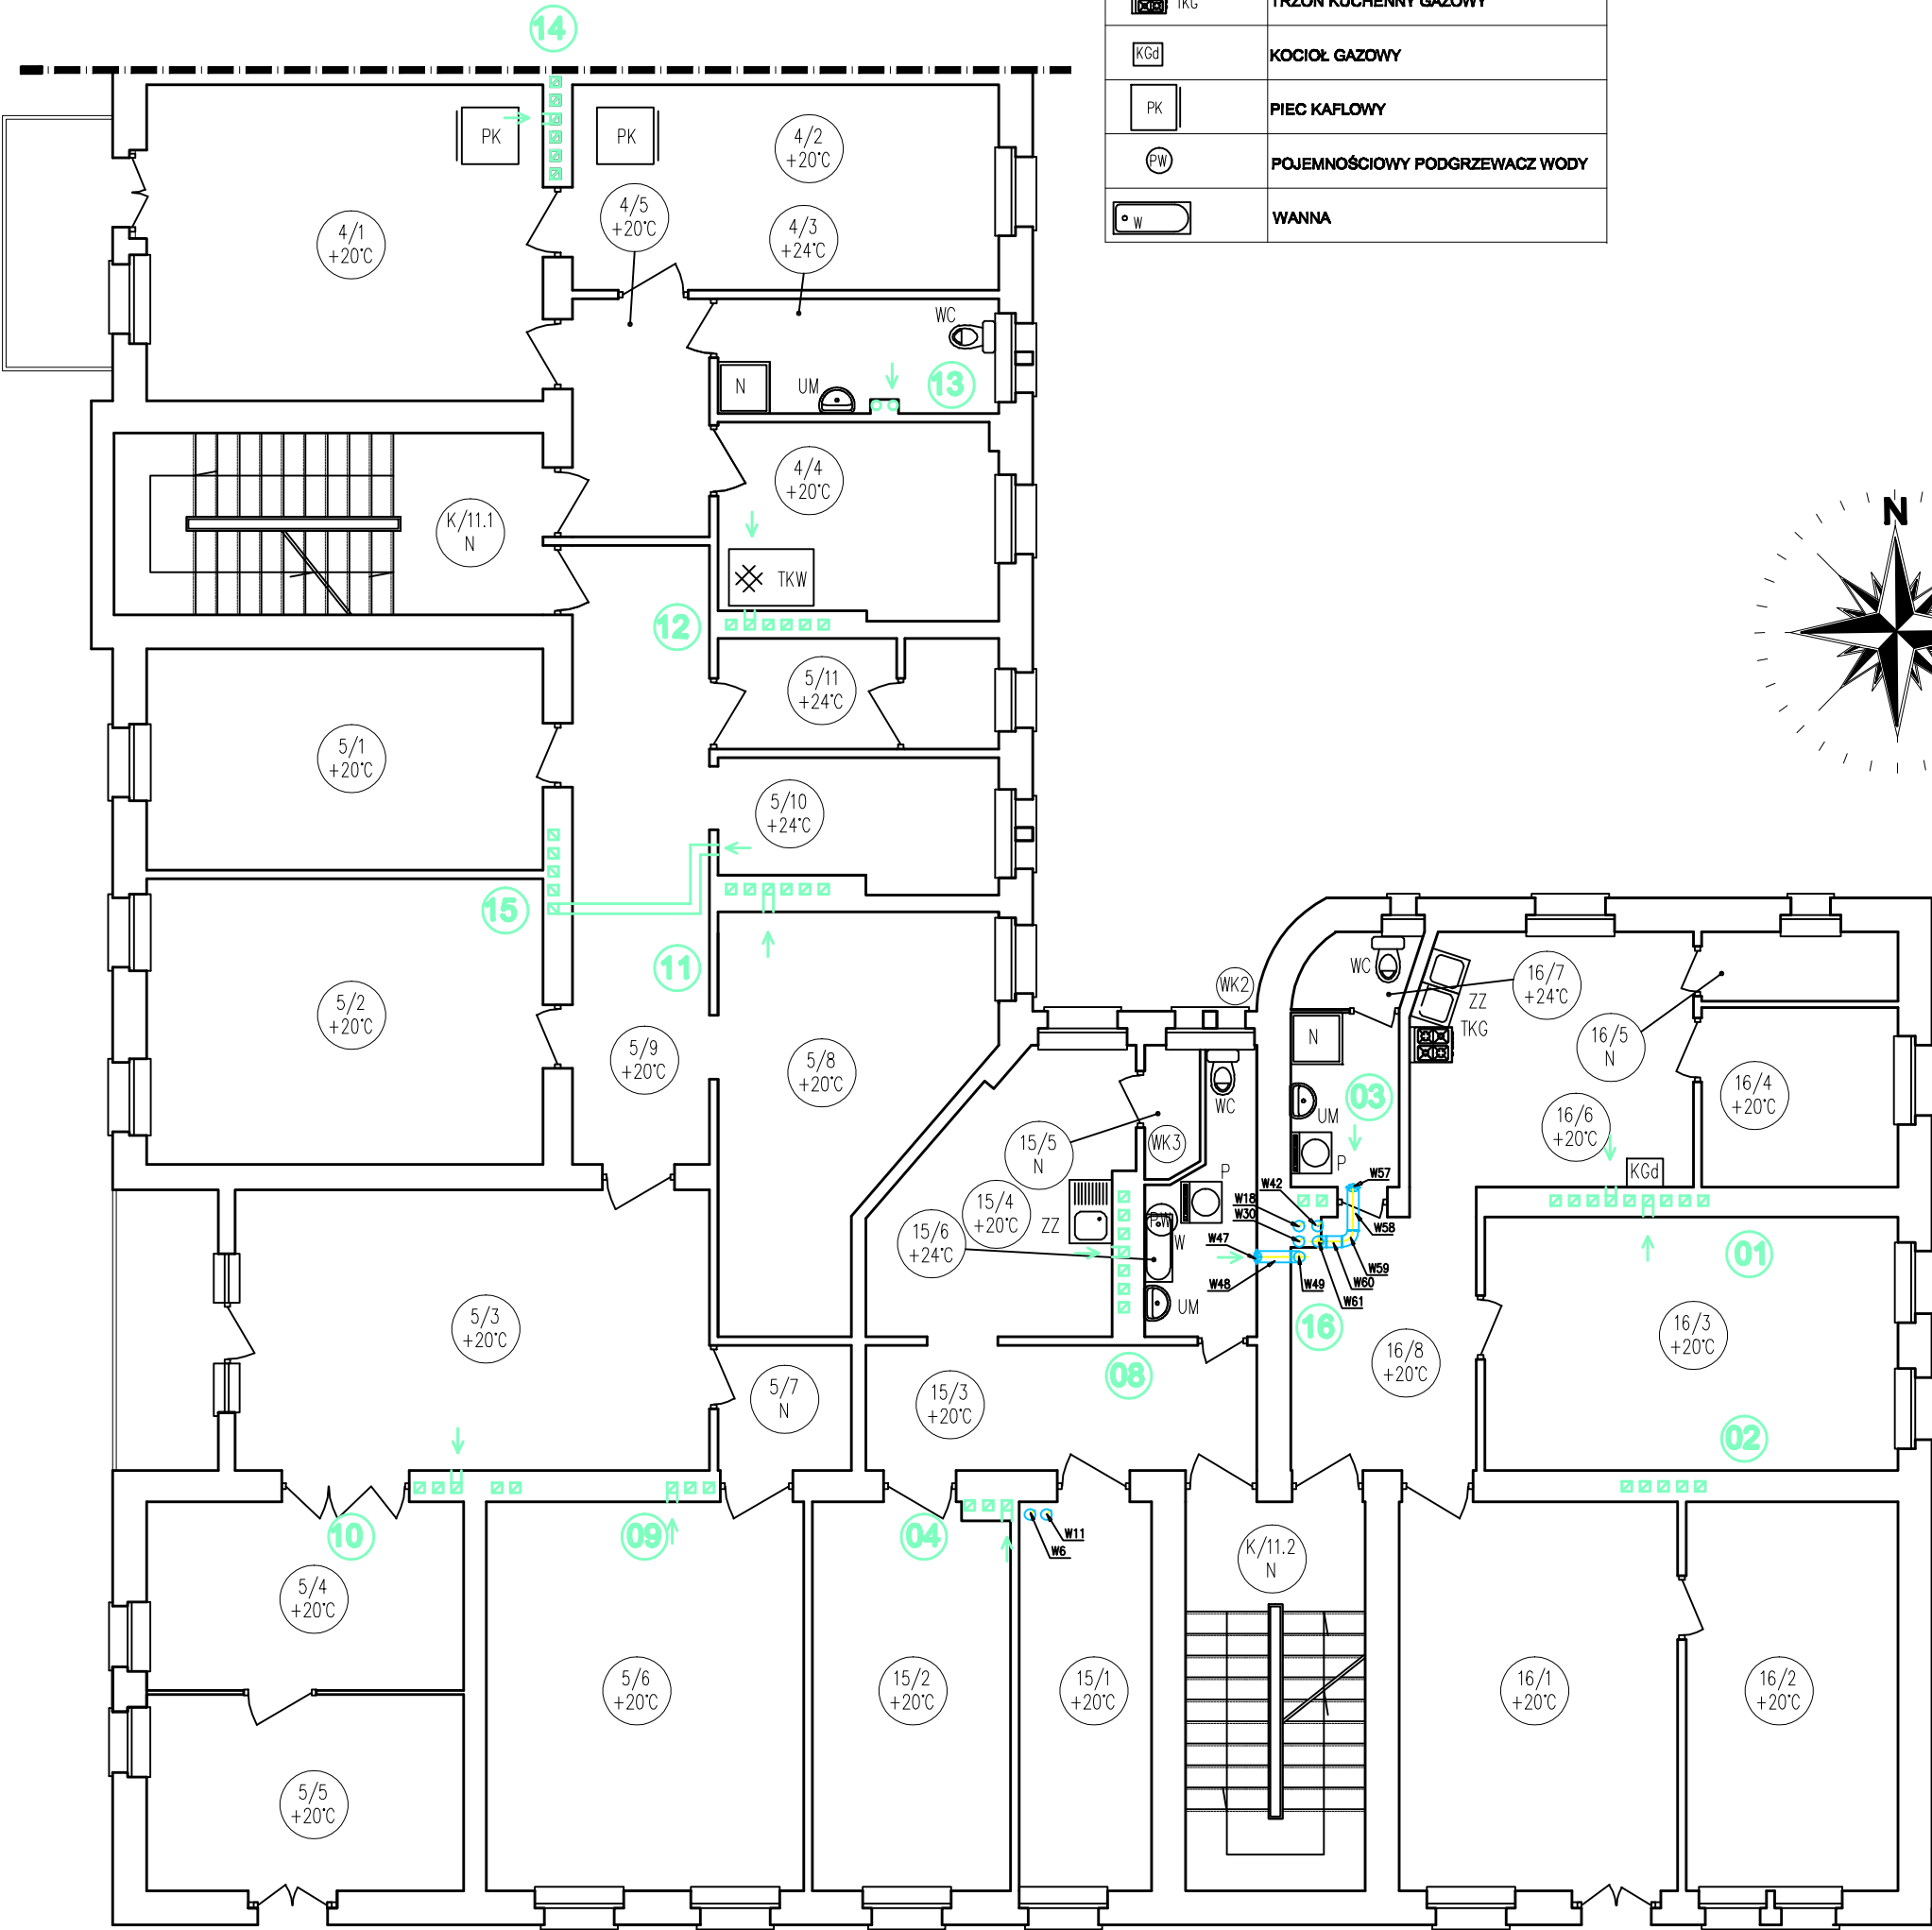 TKG
TRZON KUCHENNY GAZOWY
KGd
KOCIOŁ GAZOWY
PK
PIEC KAFLOWY
PW
POJEMNOŚCIOWY PODGRZEWACZ WODY
W
WANNA
14
PK
PK
4/2
+20°C
4/5
+20°C
4/3
+24°C
4/1
+20°C
WC
N
UM
13
4/4
+20°C
K/11.1
N
N
TKW
12
5/11
+24°C
5/1
+20°C
5/10
+24°C
15
11
5/2
+20°C
5/9
+20°C
5/8
+20°C
WK2
WC
16/7
+24°C
ZZ
TKG
16/5
N
N
16/4
+20°C
03
UM
16/6
+20°C
WC
15/5
N
WK3
P
KGd
P
W57
W42
W18
W30
W58
15/4
+20°C
ZZ
PW
W
15/6
+24°C
W47
W48
W49
W59
W60
W61
01
UM
16
5/3
+20°C
16/3
+20°C
16/8
+20°C
08
5/7
N
15/3
+20°C
02
10
09
04
W11
W6
K/11.2
N
5/4
+20°C
5/6
+20°C
15/2
+20°C
15/1
+20°C
16/1
+20°C
16/2
+20°C
5/5
+20°C